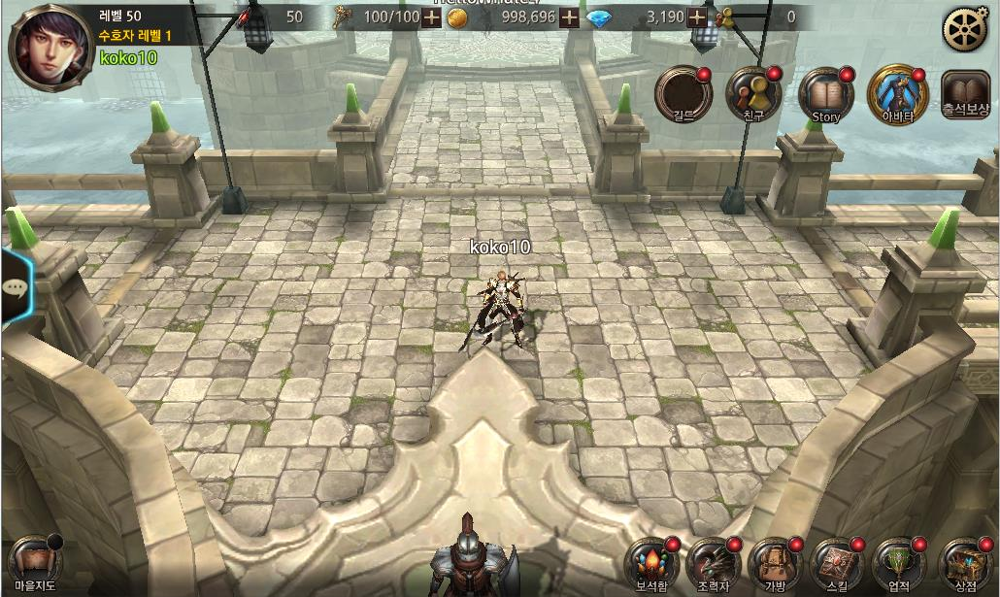 레벨 50
수호자 레벨 1
koko10
50
100/100
998,696
3,190
0
길드
친구
Story
아바타
출석보상
koko10
마을지도
보석함
조력자
가방
스킬
업적
상점